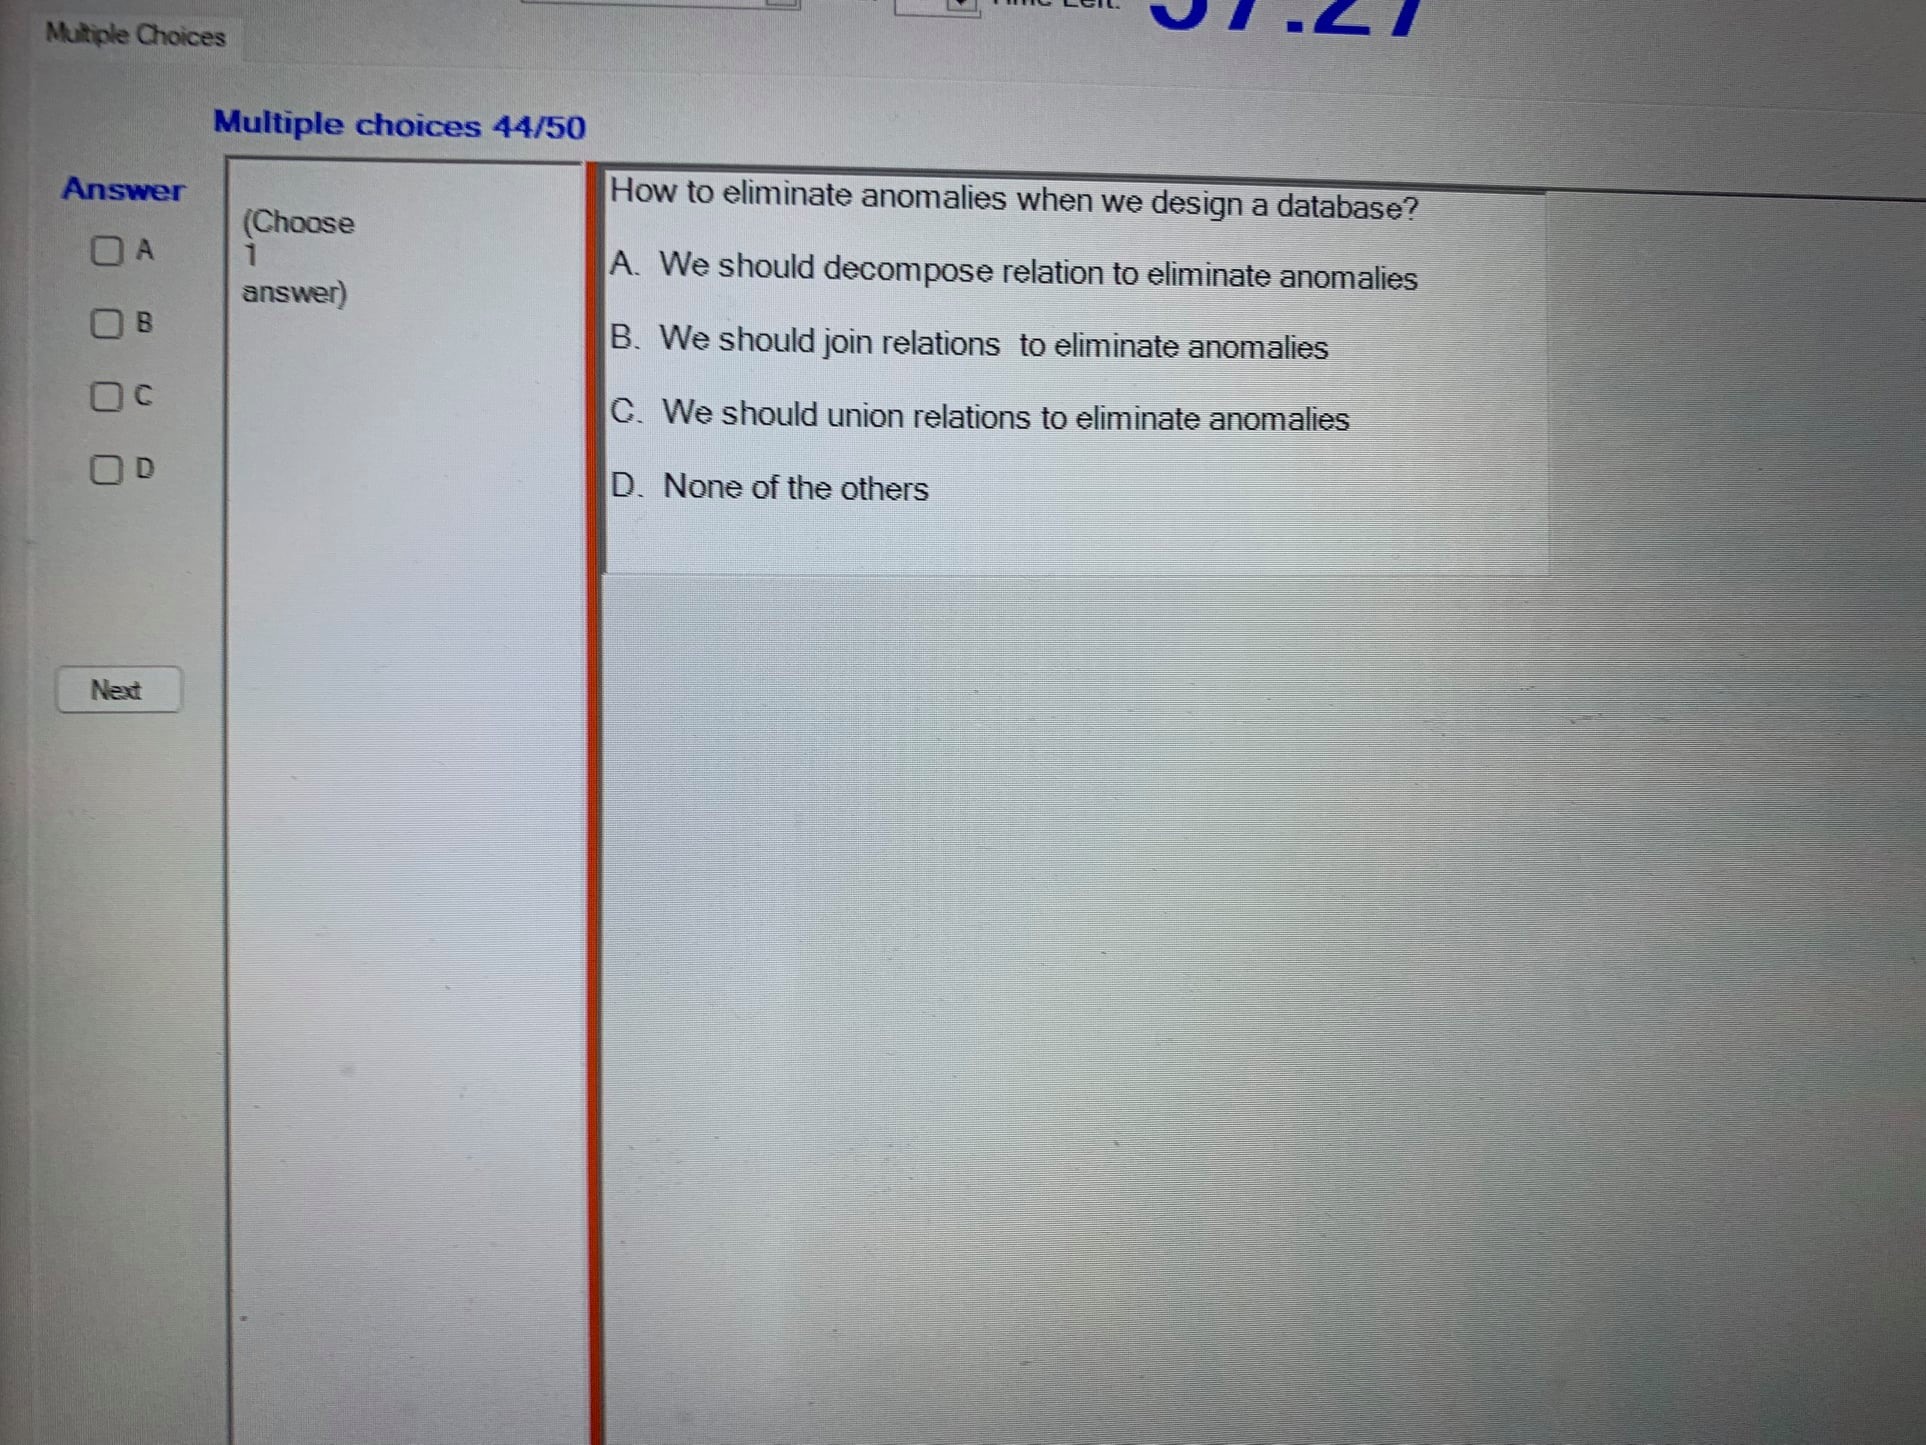 Multiple Choices
Multiple choices 44/50
Answer
A
B
C
D
Next
(Choose
1
answer)
How to eliminate anomalies when we design a database?
A. We should decompose relation to eliminate anomalies
B. We should join relations to eliminate anomalies
C. We should union relations to eliminate anomalies
D. None of the others